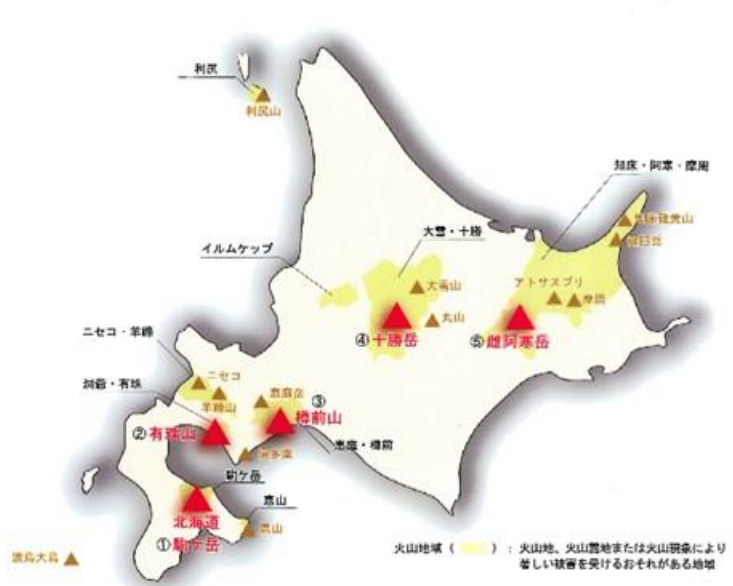 利尻
利尻山
知床・阿寒・摩周
大雪・十勝
イルムケップ
アトサヌプリ
摩周
大雪山
丸山
④十勝岳
⑤雌阿寒岳
ニセコ・羊蹄
ニセコ
洞爺・有珠
羊蹄山
恵庭岳
③
樽前山
②有珠山
恵庭・樽前
駒ケ岳
恵山
恵山
北海道
①駒ケ岳
渡島大島
火山地域（ ）：火山地、火山麓地または火山現象により
著しい被害を受けるおそれがある地域